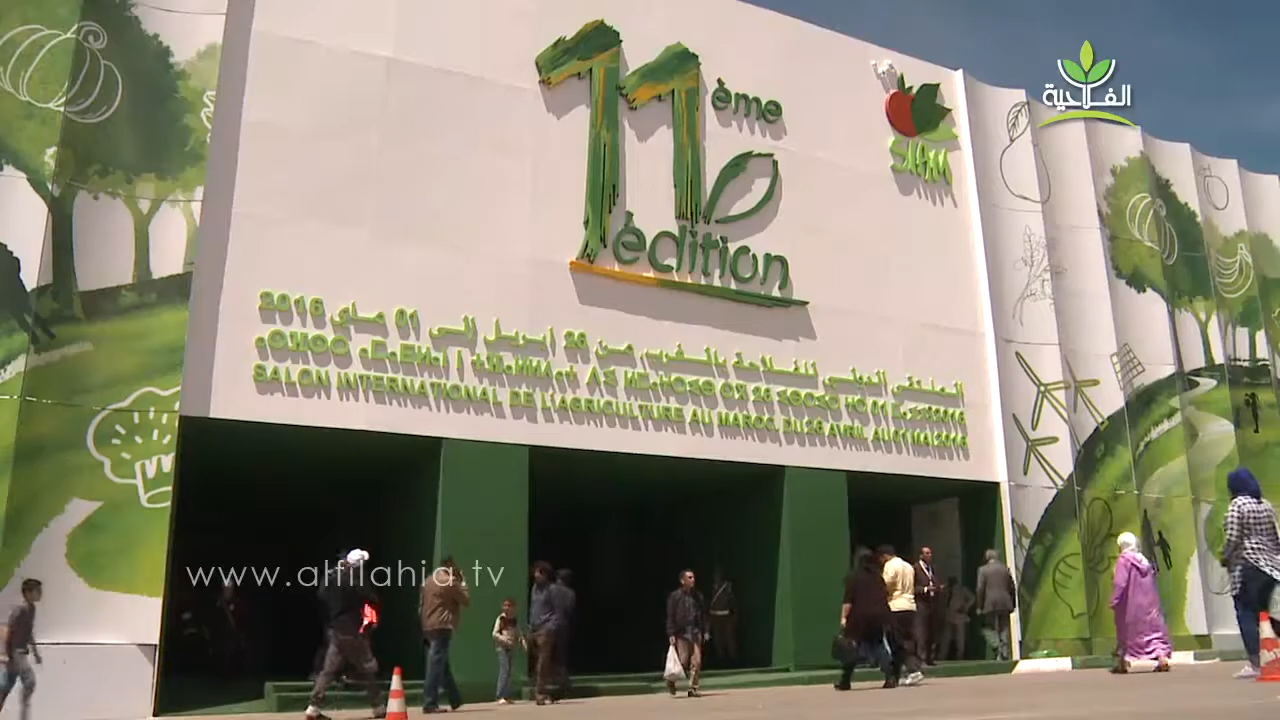 11ème
édition
SIAM
الفلاحية
الملتقى الدولي للفلاحة بالمغرب من 26 أبريل إلى 01 ماي 2016
SALON INTERNATIONAL DE L'AGRICULTURE AU MAROC, DU 26 AVRIL AU 01 MAI 2016
www.alfilahia.tv